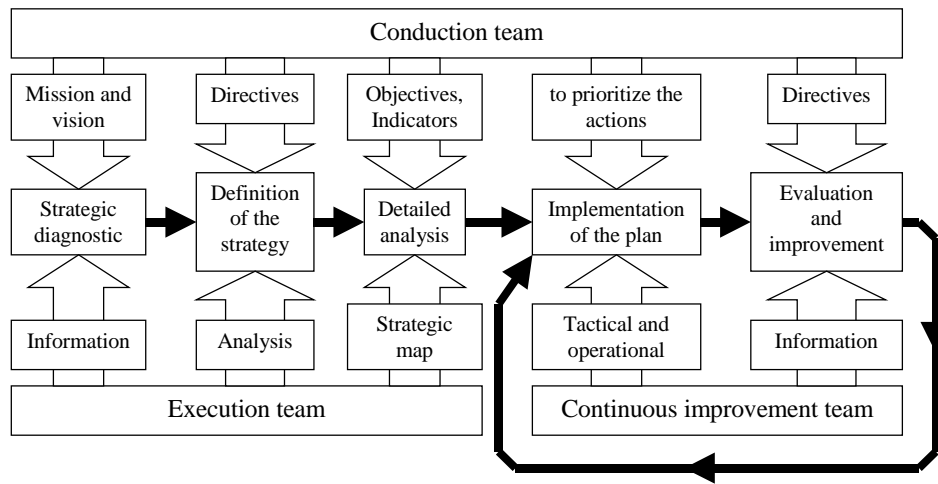 Conduction team
Mission and
vision
Directives
Objectives,
Indicators
to prioritize the
actions
Directives
Strategic
diagnostic
Definition
of the
strategy
Detailed
analysis
Implementation
of the plan
Evaluation
and
improvement
Information
Analysis
Strategic
map
Tactical and
operational
Information
Execution team
Continuous improvement team